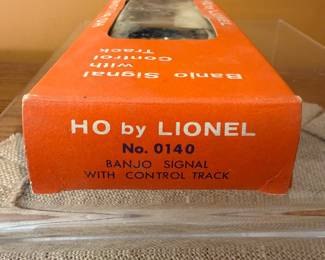 Banjo Signal
with
Control
Track
HO by LIONEL
No. 0140
BANJO SIGNAL
WITH CONTROL TRACK